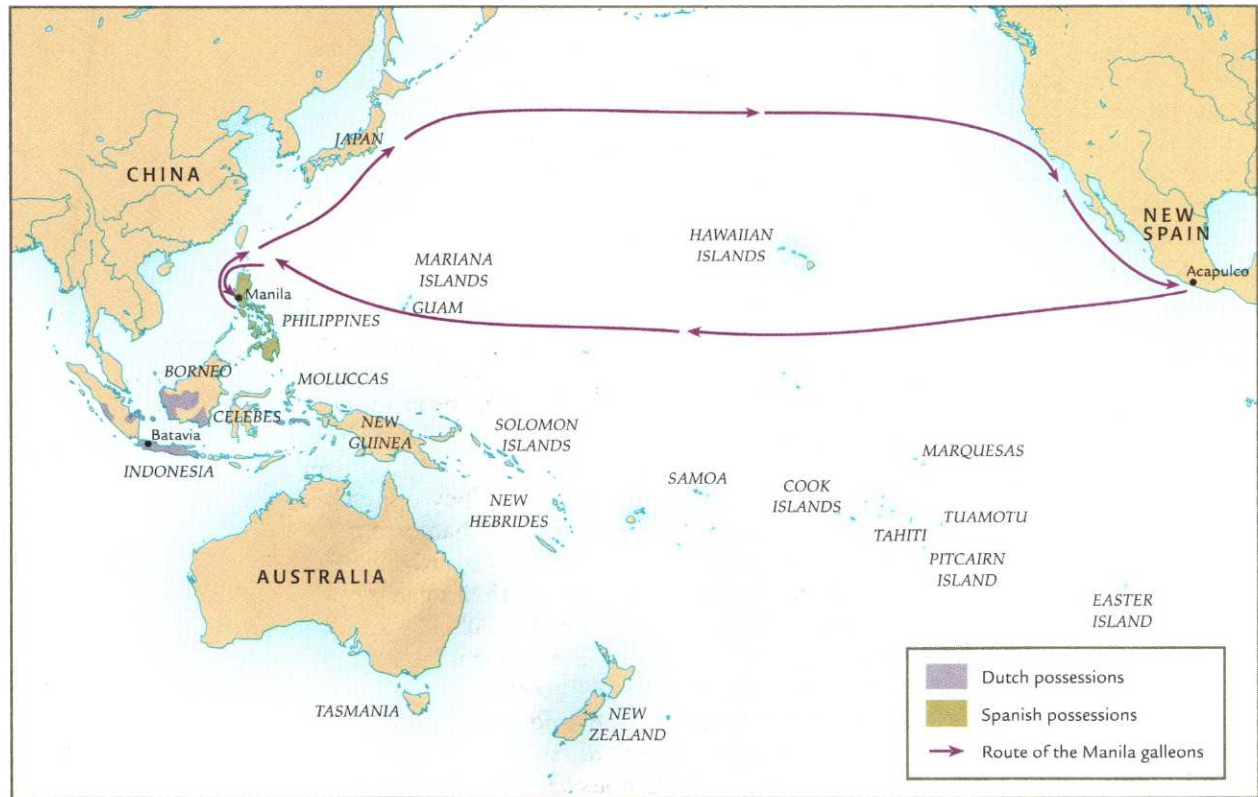 JAPAN
CHINA
NEW
SPAIN
HAWAIIAN
ISLANDS
MARIANA
ISLANDS
Acapulco
Manila
GUAM
PHILIPPINES
BORNEO
MOLUCCAS
CELEBES
NEW
GUINEA
SOLOMON
ISLANDS
Batavia
INDONESIA
MARQUESAS
SAMOA
COOK
ISLANDS
NEW
HEBRIDES
TUAMOTU
TAHITI
PITCAIRN
ISLAND
AUSTRALIA
EASTER
ISLAND
TASMANIA
NEW
ZEALAND
Dutch possessions
Spanish possessions
Route of the Manila galleons